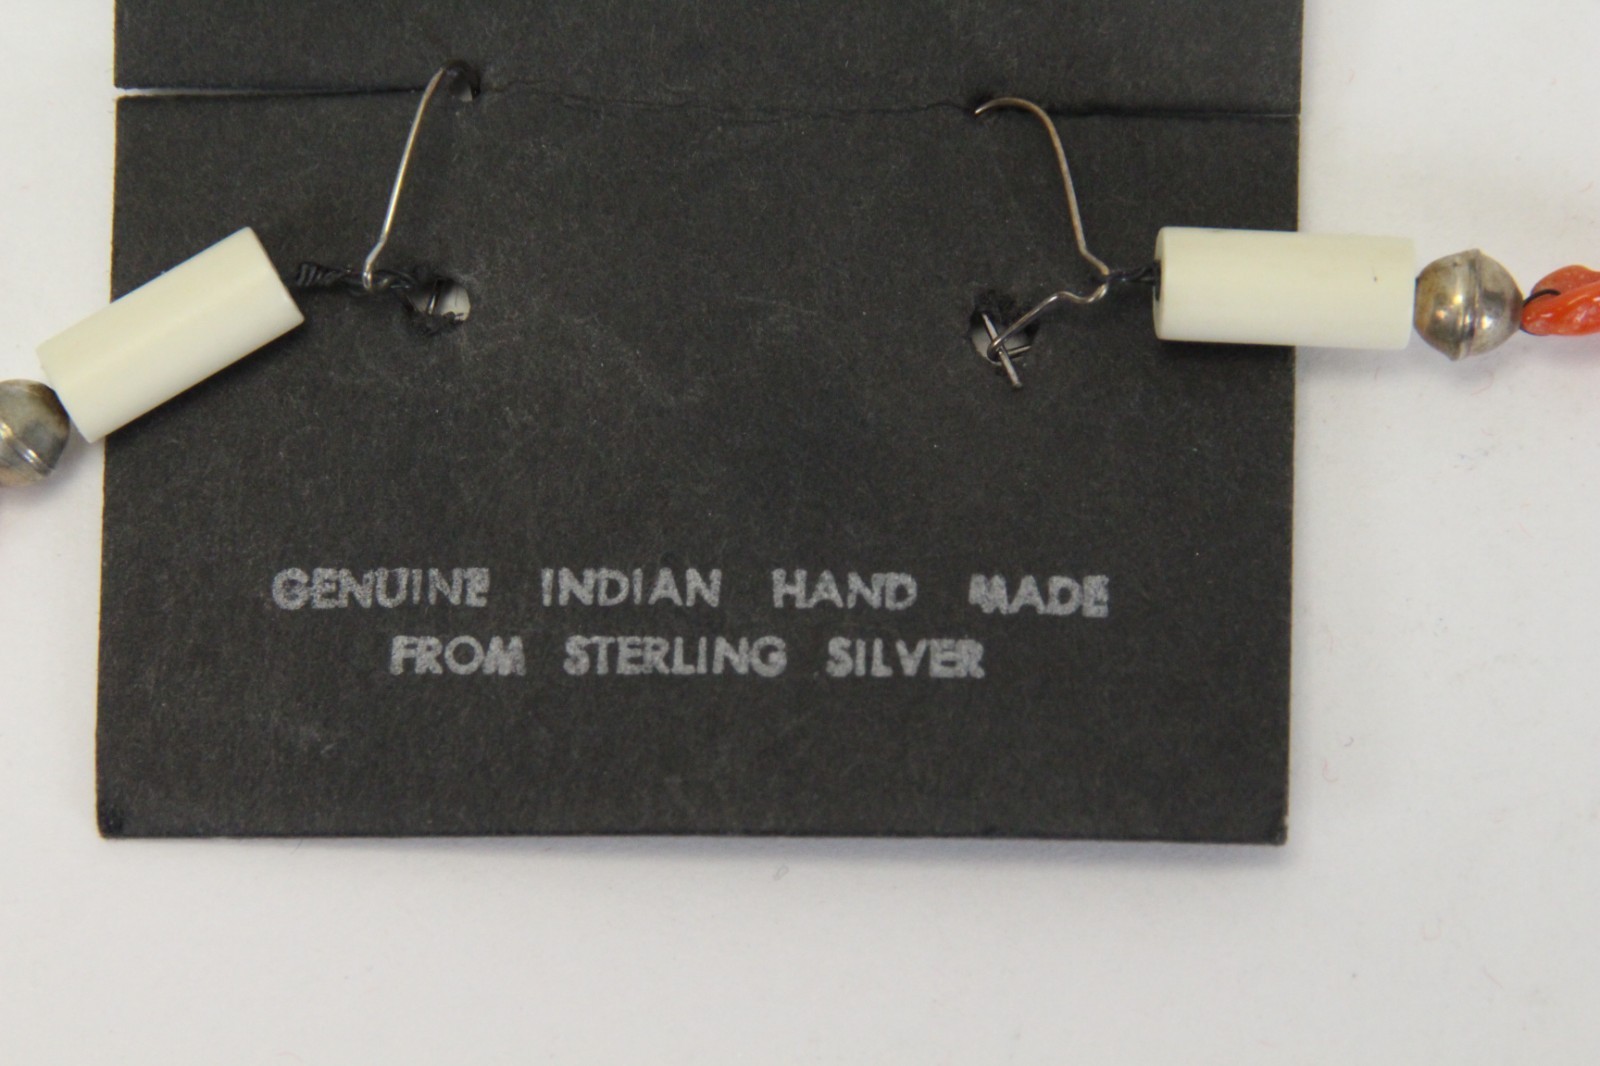 GENUINE INDIAN HAND MADE
FROM STERLING SILVER